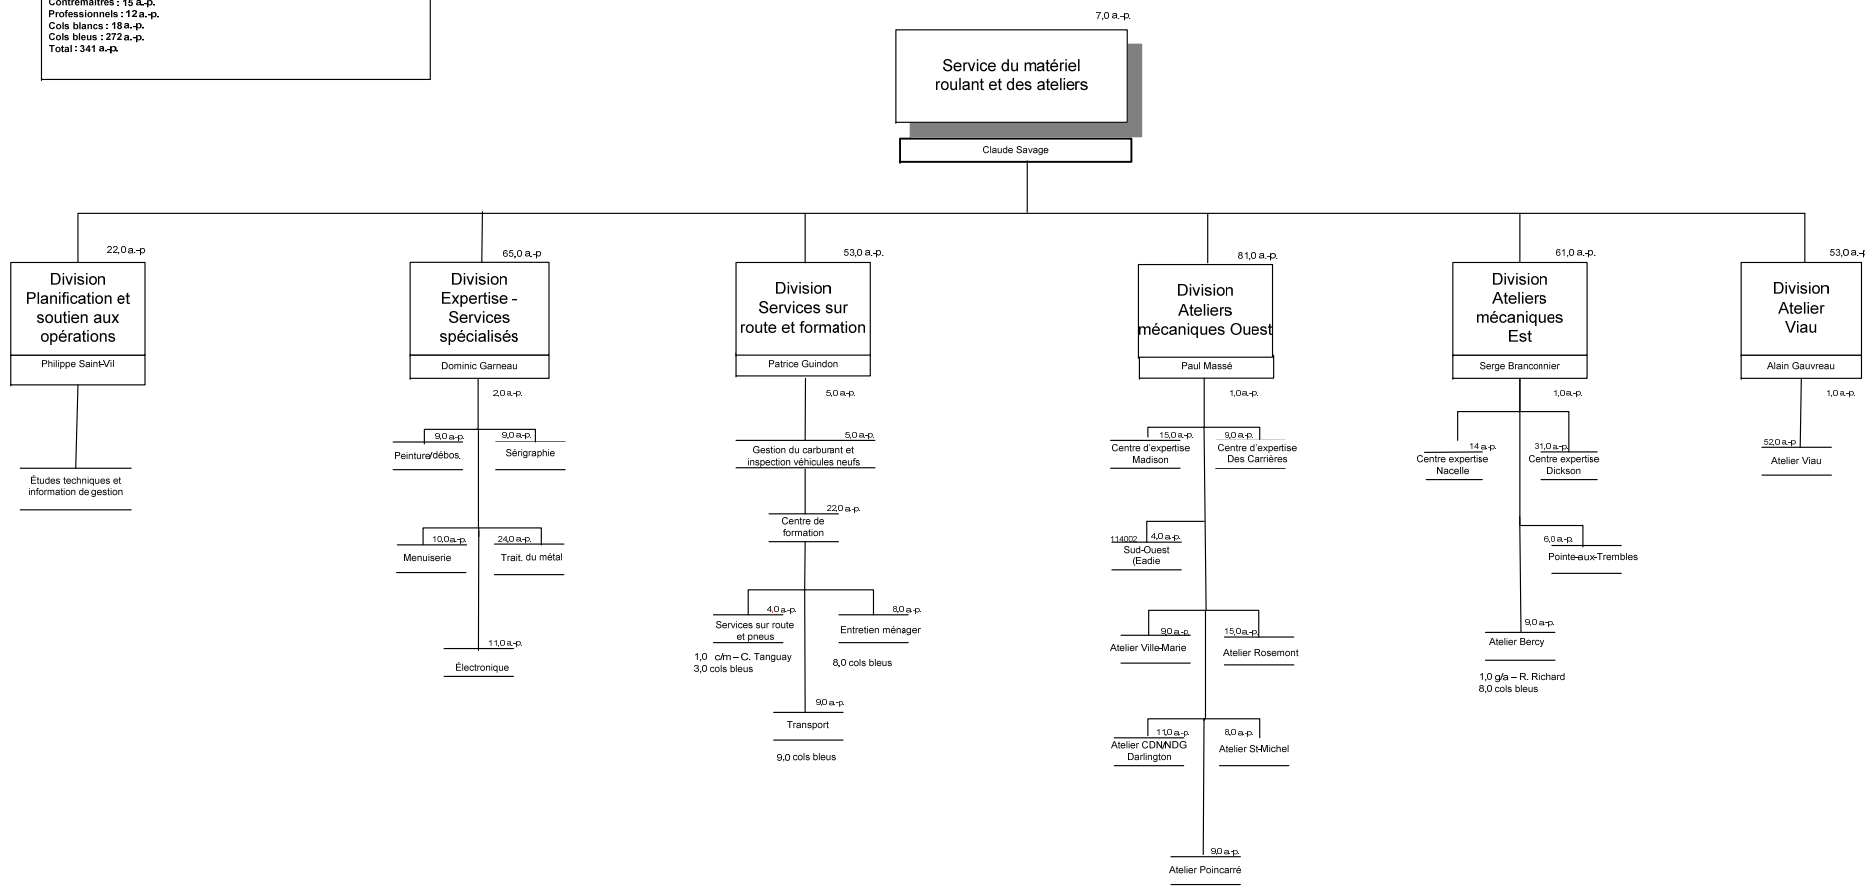 Contremaîtres : 15 a.-p.
Professionnels : 12 a.-p.
Cols blancs : 18 a.-p.
Cols bleus : 272 a.-p.
Total : 341 a.-p.
7,0 a.-p.
Service du matériel
roulant et des ateliers
Claude Savage
22,0 a.-p
Division
Planification et
soutien aux
opérations
Philippe Saint-Vil
Études techniques et
information de gestion
65,0 a.-p
Division
Expertise -
Services
spécialisés
Dominic Garneau
2,0 a.-p.
9,0 a.-p.
Peinture/débos.
9,0 a.-p.
Sérigraphie
10,0 a.-p.
Menuiserie
24,0 a.-p.
Trait. du métal
11,0 a.-p.
Électronique
53,0 a.-p.
Division
Services sur
route et formation
Patrice Guindon
5,0 a.-p.
5,0 a.-p.
Gestion du carburant et
inspection véhicules neufs
22,0 a.-p.
Centre de
formation
4,0 a.-p.
Services sur route
et pneus
1,0 c/m – C. Tanguay
3,0 cols bleus
8,0 a.-p.
Entretien ménager
8,0 cols bleus
9,0 a.-p.
Transport
9,0 cols bleus
81,0 a.-p.
Division
Ateliers
mécaniques Ouest
Paul Massé
1,0 a.-p.
15,0 a.-p.
Centre d'expertise
Madison
9,0 a.-p.
Centre d'expertise
Des Carrières
114002 4,0 a.-p.
Sud-Ouest
(Eadie
9,0 a.-p.
Atelier Ville-Marie
15,0 a.-p.
Atelier Rosemont
11,0 a.-p.
Atelier CDN/NDG
Darlington
8,0 a.-p.
Atelier St-Michel
9,0 a.-p.
Atelier Poincarré
61,0 a.-p.
Division
Ateliers
mécaniques
Est
Serge Branconnier
1,0 a.-p.
14 a.-p.
Centre expertise
Nacelle
31,0 a.-p.
Centre expertise
Dickson
6,0 a.-p.
Pointe-aux-Trembles
9,0 a.-p.
Atelier Bercy
1,0 g/a – R. Richard
8,0 cols bleus
53,0 a.-p
Division
Atelier
Viau
Alain Gauvreau
1,0 a.-p.
52,0 a.-p
Atelier Viau